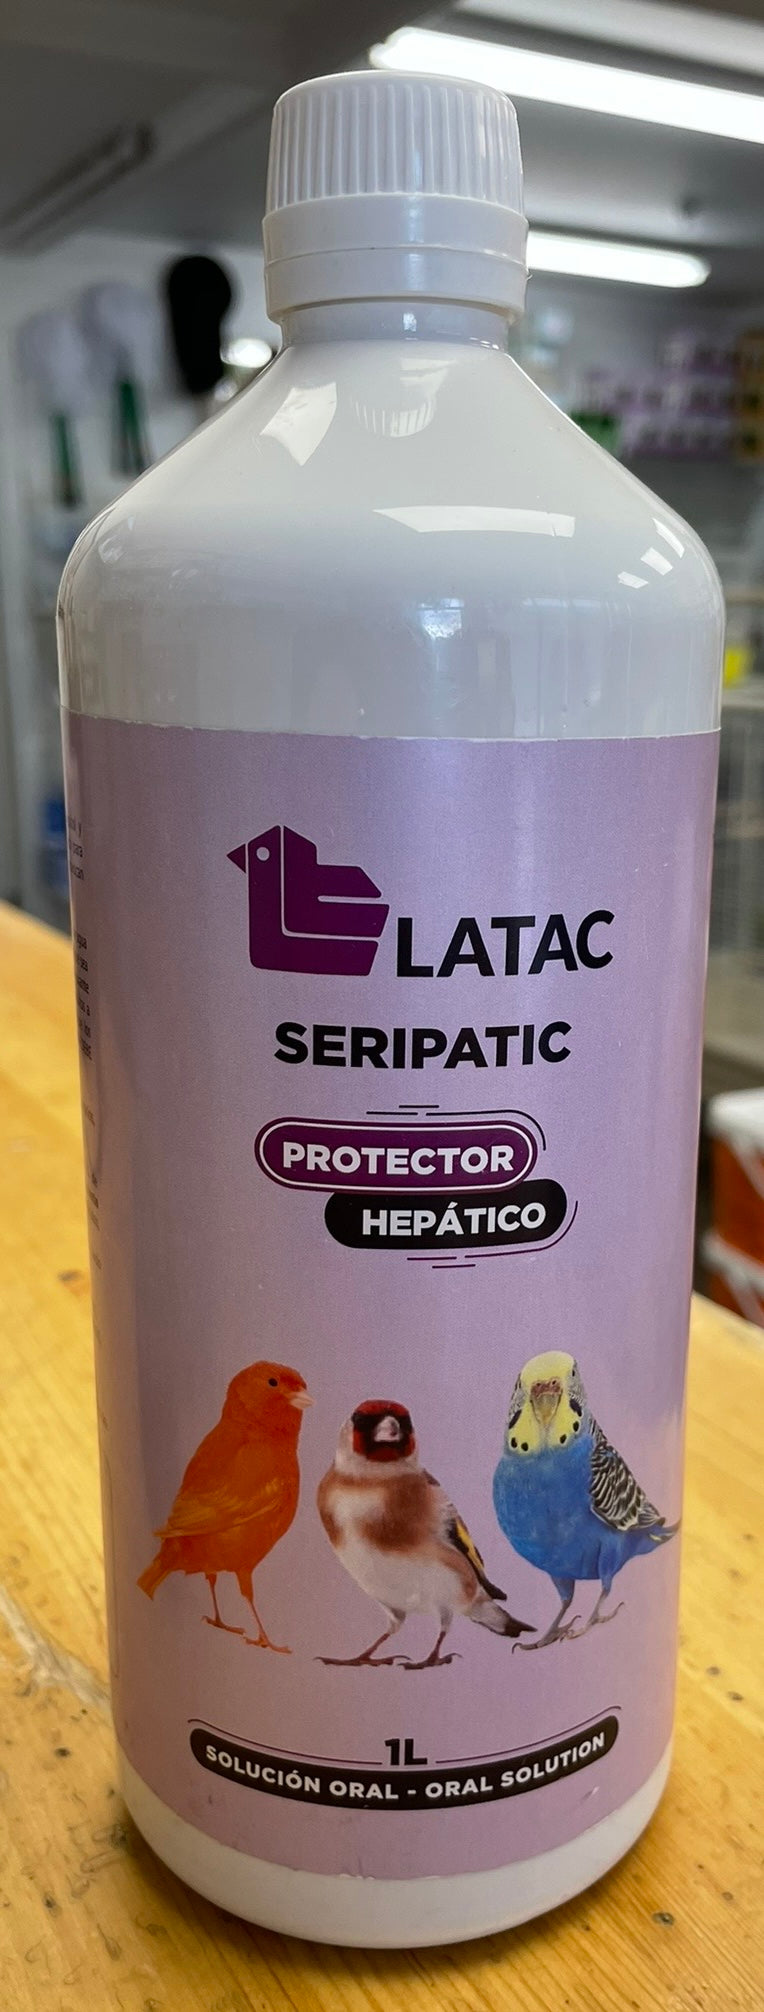 LATAC
SERIPATIC
PROTECTOR
HEPÁTICO
1L
SOLUCIÓN ORAL - ORAL SOLUTION